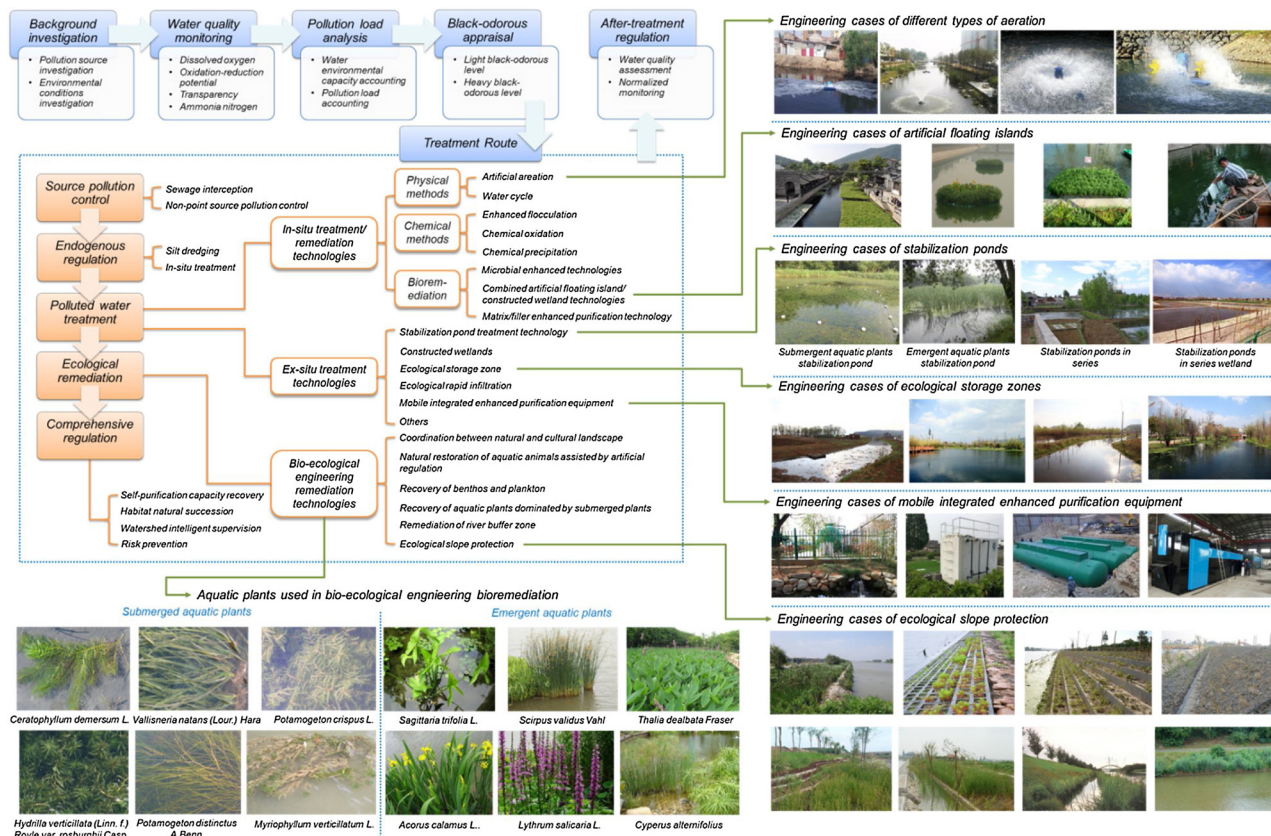 Background
investigation
• Pollution source
investigation
• Environmental
conditions
investigation
Water quality
monitoring
• Dissolved oxygen
• Oxidation-reduction
potential
• Transparency
• Ammonia nitrogen
Pollution load
analysis
• Water
environmental
capacity accounting
• Pollution load
accounting
Black-odorous
appraisal
• Light black-odorous
level
• Heavy black-
odorous level
After-treatment
regulation
• Water quality
assessment
• Normalized
monitoring
Treatment Route
Source pollution
control
Sewage interception
Non-point source pollution control
Endogenous
regulation
Silt dredging
In-situ treatment
Polluted water
treatment
Ecological
remediation
Comprehensive
regulation
Self-purification capacity recovery
Habitat natural succession
Watershed intelligent supervision
Risk prevention
In-situ treatment/
remediation
technologies
Physical
methods
Artificial areation
Water cycle
Chemical
methods
Enhanced flocculation
Chemical oxidation
Chemical precipitation
Biorem-
ediation
Microbial enhanced technologies
Combined artificial floating island/
constructed wetland technologies
Matrix/filler enhanced purification technology
Ex-situ treatment
technologies
Stabilization pond treatment technology
Constructed wetlands
Ecological storage zone
Ecological rapid infiltration
Mobile integrated enhanced purification equipment
Others
Bio-ecological
engineering
remediation
technologies
Coordination between natural and cultural landscape
Natural restoration of aquatic animals assisted by artificial
regulation
Recovery of benthos and plankton
Recovery of aquatic plants dominated by submerged plants
Remediation of river buffer zone
Ecological slope protection
Engineering cases of different types of aeration
Engineering cases of artificial floating islands
Engineering cases of stabilization ponds
Submergent aquatic plants
stabilization pond
Emergent aquatic plants
stabilization pond
Stabilization ponds in
series
Stabilization ponds
in series wetland
Engineering cases of ecological storage zones
Engineering cases of mobile integrated enhanced purification equipment
Engineering cases of ecological slope protection
Aquatic plants used in bio-ecological engnieering bioremediation
Submerged aquatic plants
Emergent aquatic plants
Ceratophyllum demersum L.
Vallisneria natans (Lour.) Hara
Potamogeton crispus L.
Sagittaria trifolia L.
Scirpus validus Vahl
Thalia dealbata Fraser
Hydrilla verticillata (Linn. f.)
Royle var. rosburghii Casp
Potamogeton distinctus
A.Benn
Myriophyllum verticillatum L.
Acorus calamus L..
Lythrum salicaria L.
Cyperus alternifolius